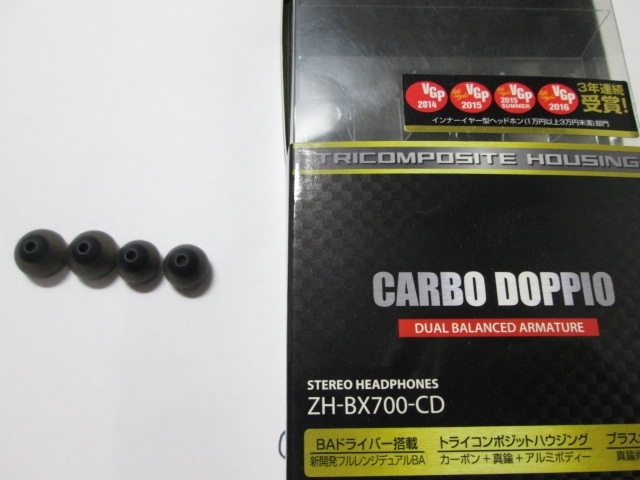 VGP 2014
VGP 2015
VGP 2015 SUMMER
VGP 2016
3年連続
受賞!
インナーイヤー型ヘッドホン(1万円以上3万円未満)部門
TRICOMPOSITE HOUSING
CARBO DOPPIO
DUAL BALANCED ARMATURE
STEREO HEADPHONES
ZH-BX700-CD
BAドライバー搭載
新開発フルレンジデュアルBA
トライコンポジットハウジング
カーボン+真鍮+アルミボディー
ブラス
真鍮